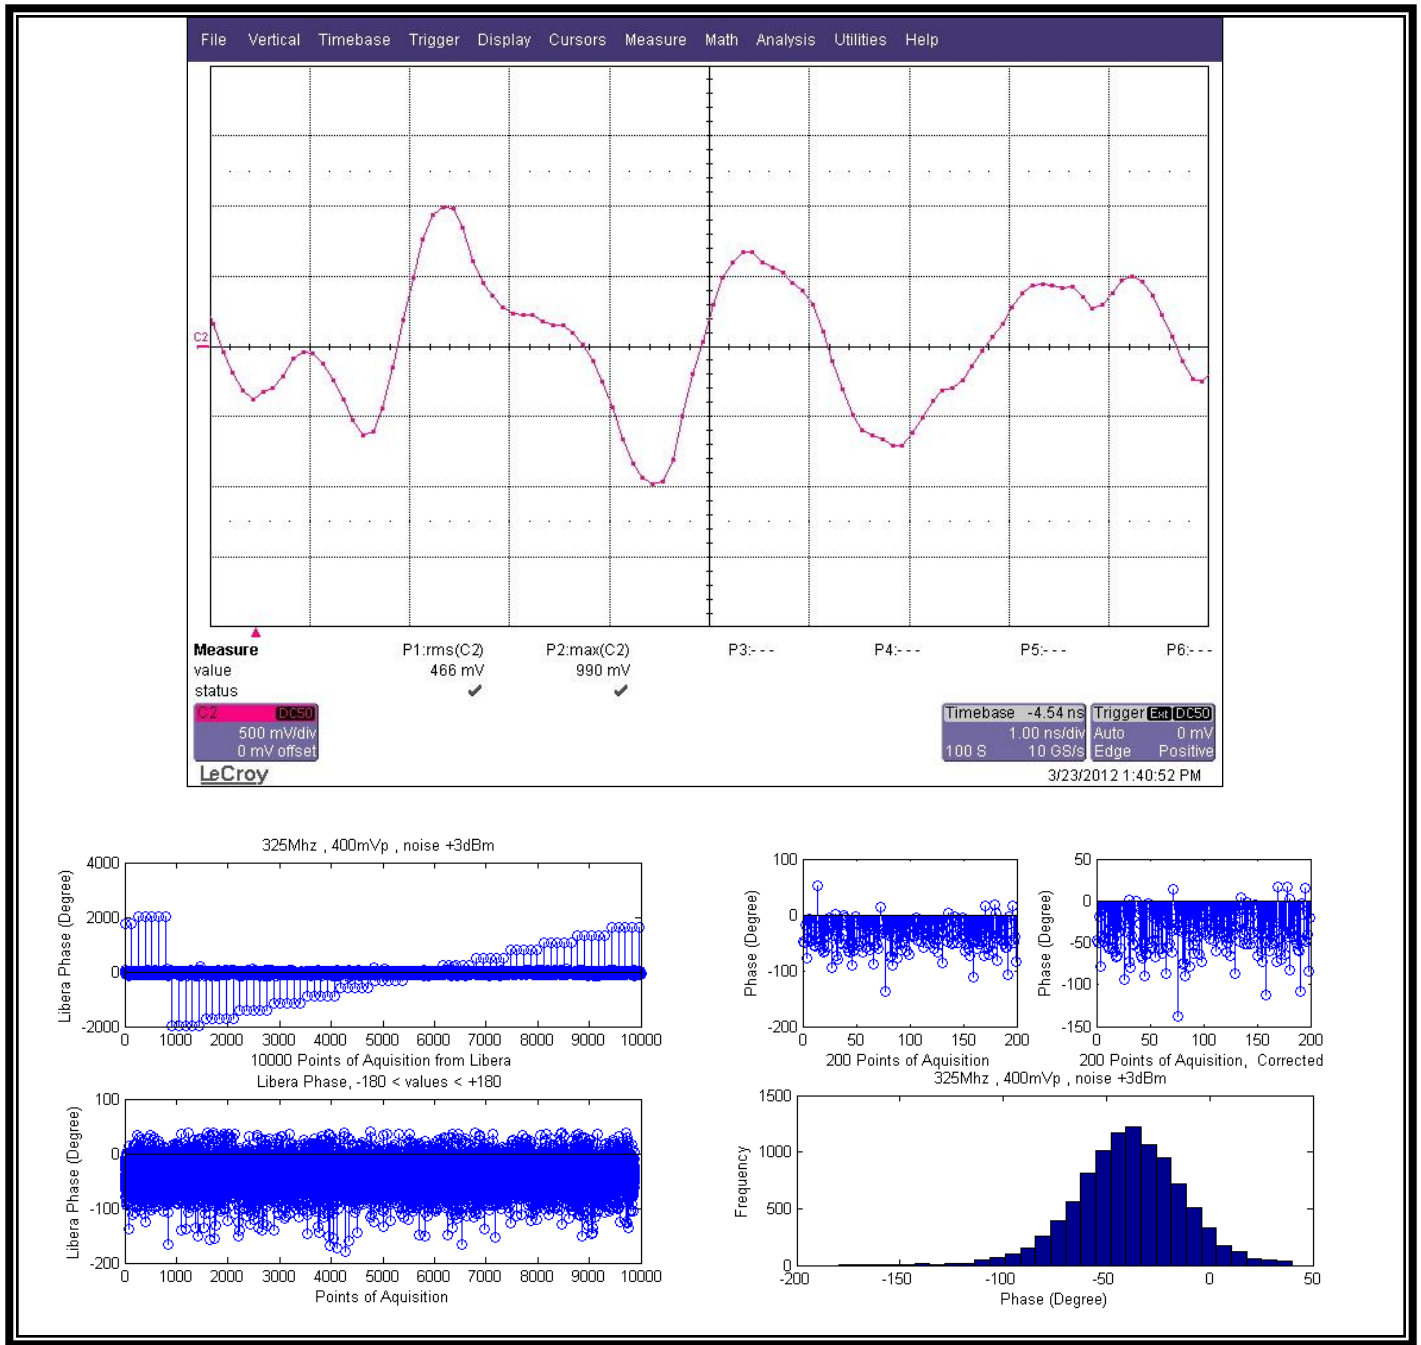 File Vertical Timebase Trigger Display Cursors Measure Math Analysis Utilities Help
C2
Measure P1:rms(C2) P2:max(C2) P3:- - - P4:- - - P5:- - - P6:- - -
value 466 mV 990 mV
status
C2 DC50
500 mV/div
0 mV offset
Timebase -4.54 ns
1.00 ns/div
100 S 10 GS/s
Trigger Ext DC50
Auto 0 mV
Edge Positive
LeCroy
3/23/2012 1:40:52 PM
325Mhz , 400mVp , noise +3dBm
Libera Phase (Degree)
4000
2000
0
-2000
0 1000 2000 3000 4000 5000 6000 7000 8000 9000 10000
10000 Points of Aquisition from Libera
Libera Phase, -180 < values < +180
Libera Phase (Degree)
100
0
-100
-200
0 1000 2000 3000 4000 5000 6000 7000 8000 9000 10000
Points of Aquisition
Phase (Degree)
100
0
-100
-200
0 50 100 150 200
200 Points of Aquisition
Phase (Degree)
50
0
-50
-100
-150
0 50 100 150 200
200 Points of Aquisition, Corrected
325Mhz , 400mVp , noise +3dBm
Frequency
1500
1000
500
0
-200 -150 -100 -50 0 50
Phase (Degree)